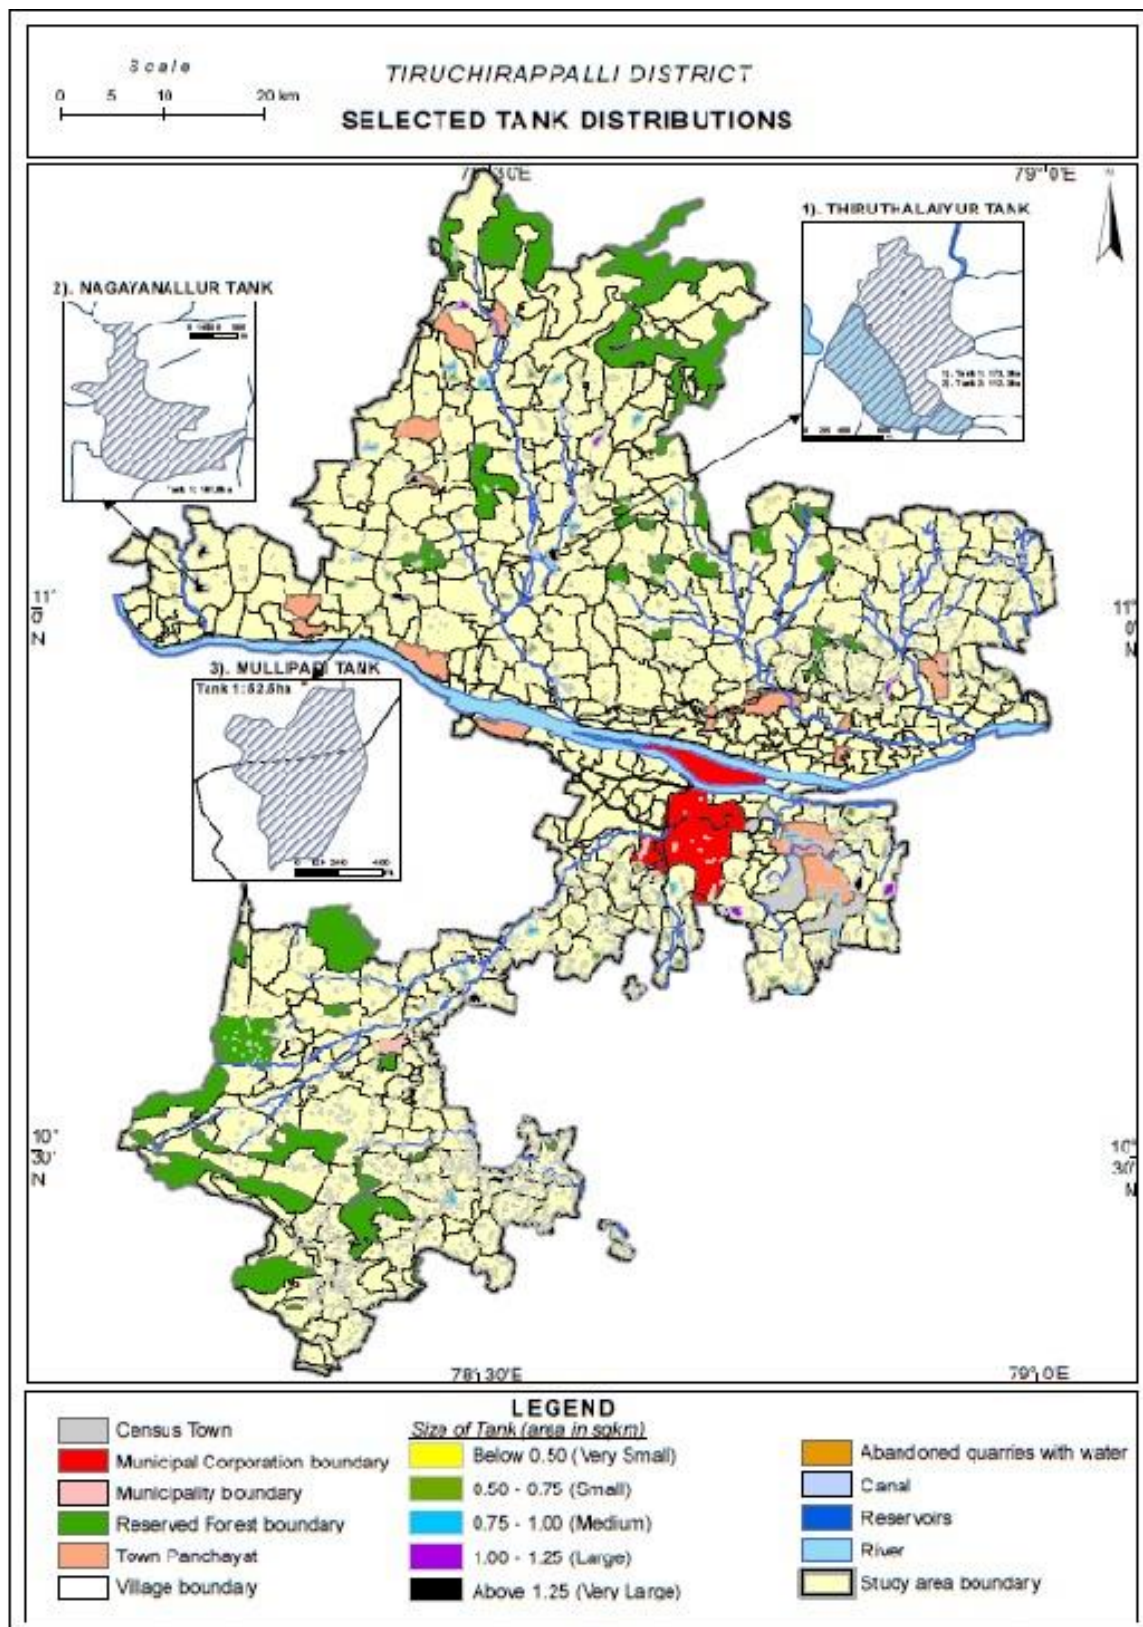 Scale
0 5 10 20 km
TIRUCHIRAPPALLI DISTRICT
SELECTED TANK DISTRIBUTIONS
79°0'E
1). THIRUTHALAIYUR TANK
2). NAGAYANALLUR TANK
11°
0'
N
11°
0'
N
3). MULLIPADI TANK
Tank 1: 52.5ha
10°
30'
N
10°
30'
N
78°30'E
79°0'E
LEGEND
Size of Tank (area in sqkm)
Census Town
Municipal Corporation boundary
Municipality boundary
Reserved Forest boundary
Town Panchayat
Village boundary
Below 0.50 (Very Small)
0.50 - 0.75 (Small)
0.75 - 1.00 (Medium)
1.00 - 1.25 (Large)
Above 1.25 (Very Large)
Abandoned quarries with water
Canal
Reservoirs
River
Study area boundary